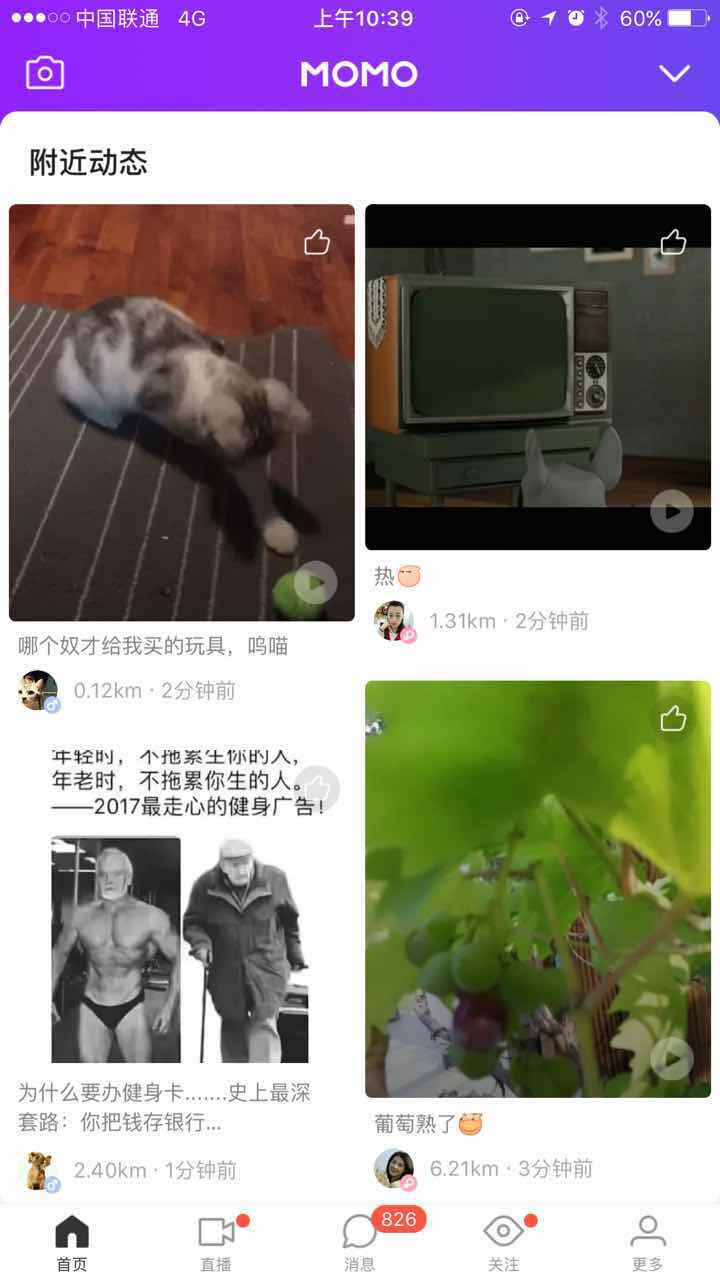 中国联通 4G 上午10:39 60%
MOMO
附近动态
哪个奴才给我买的玩具，呜喵
0.12km · 2分钟前
热
1.31km · 2分钟前
年轻时，不拖累生你的人，
年老时，不拖累你生的人。
——2017最走心的健身广告！
为什么要办健身卡.......史上最深
套路：你把钱存银行...
2.40km · 1分钟前
葡萄熟了
6.21km · 3分钟前
826
首页 直播 消息 关注 更多